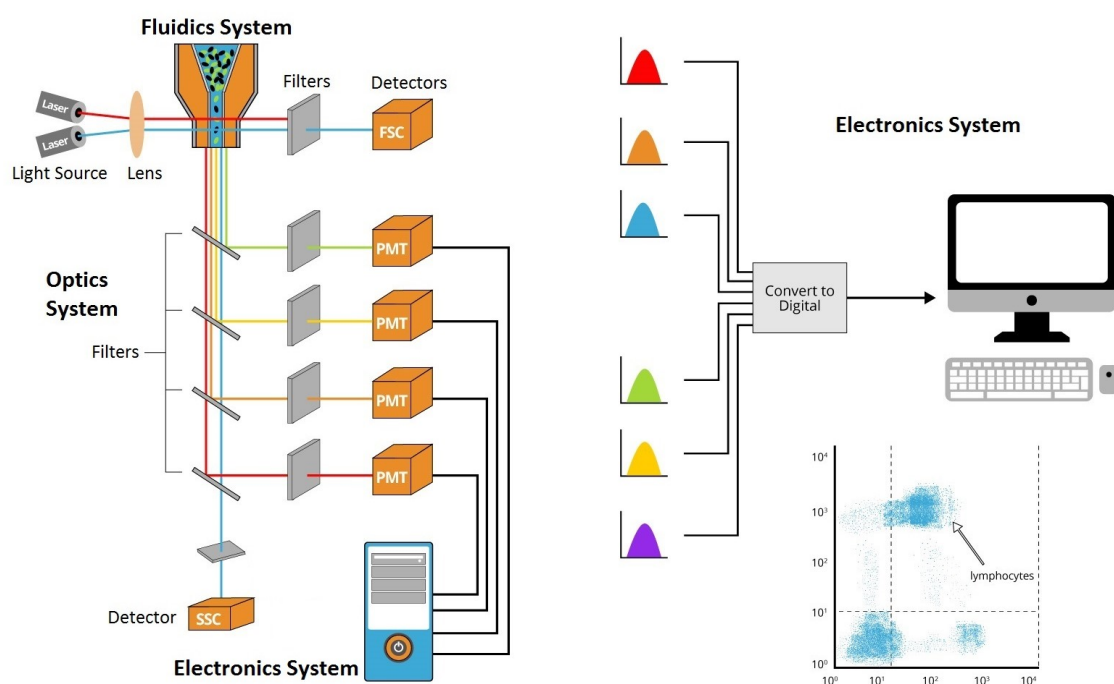 Fluidics System
Filters
Detectors
Laser
Laser
FSC
Light Source
Lens
PMT
Optics
System
PMT
Filters
PMT
PMT
Detector
SSC
Electronics System
Electronics System
Convert to
Digital
10⁴
10³
10²
10¹
10⁰
lymphocytes
10⁰
10¹
10²
10³
10⁴